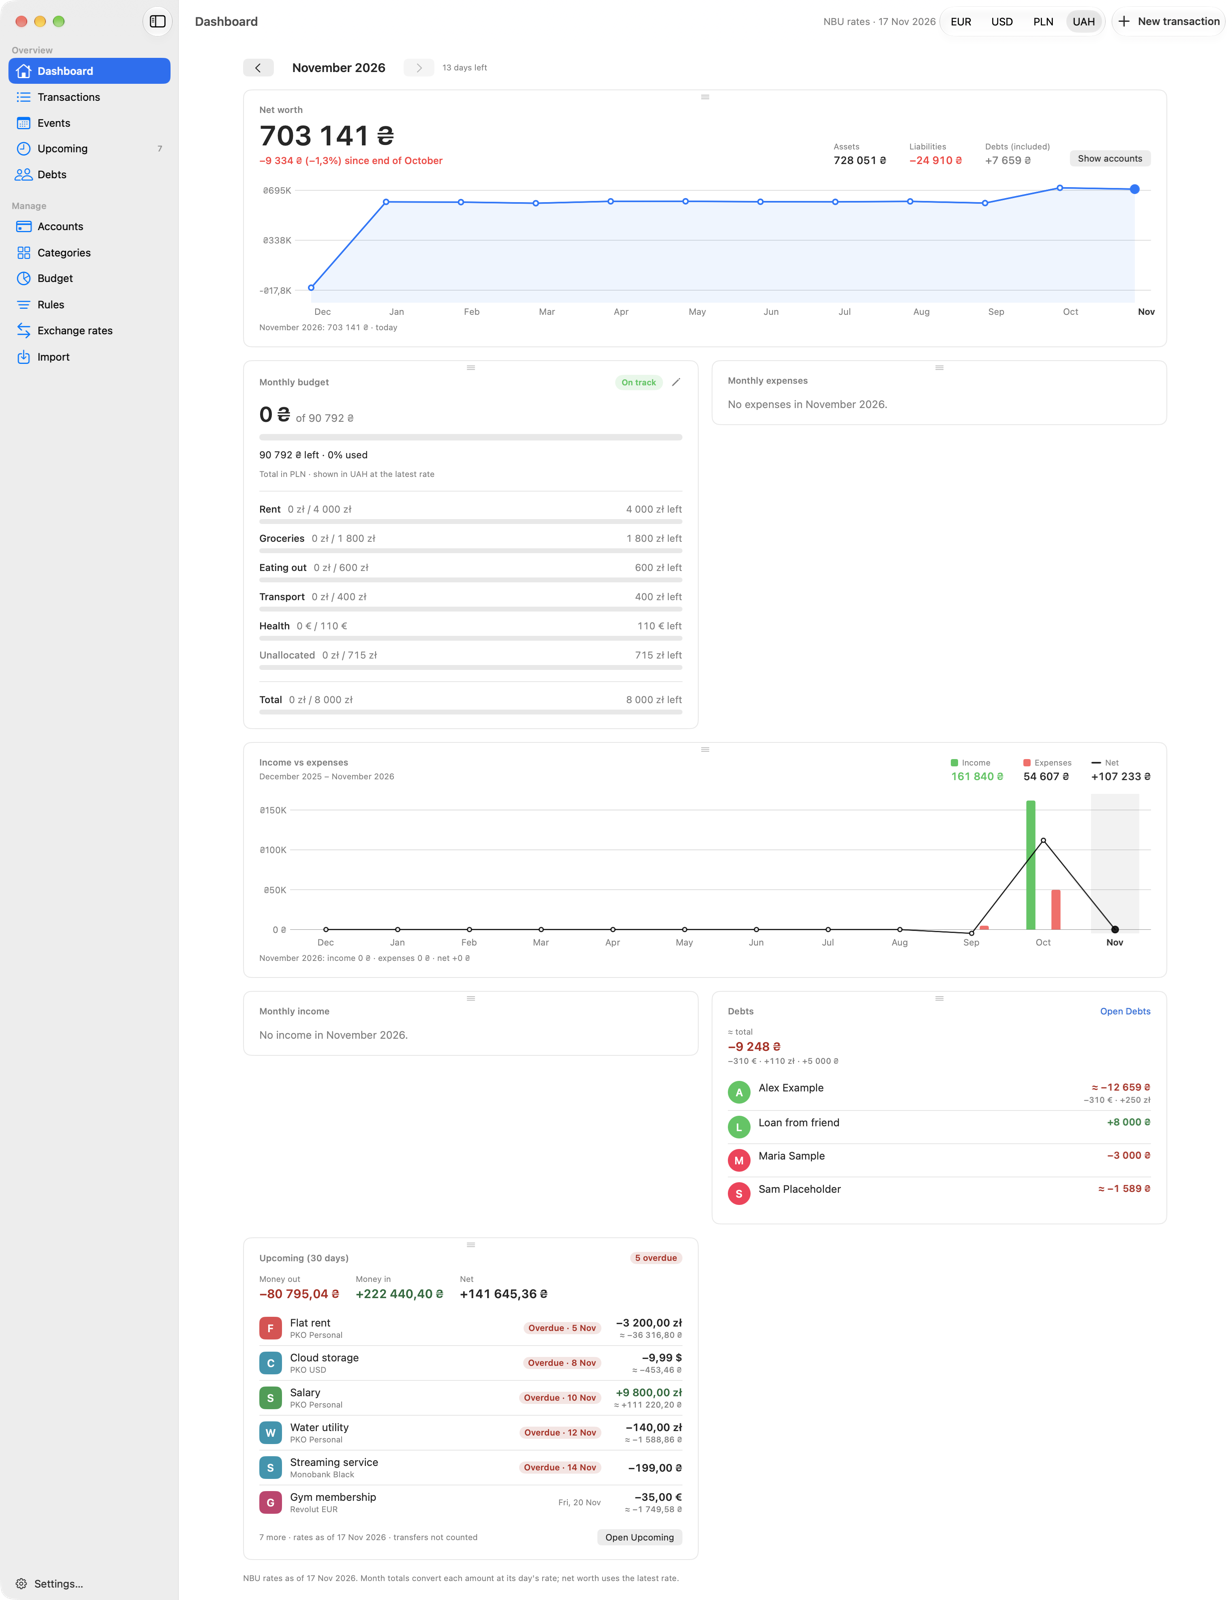 Dashboard
NBU rates · 17 Nov 2026
EUR
USD
PLN
UAH
New transaction
Overview
Dashboard
Transactions
Events
Upcoming 7
Debts
Manage
Accounts
Categories
Budget
Rules
Exchange rates
Import
Settings...
November 2026
13 days left
Net worth
703 141 ₴
−9 334 ₴ (−1,3%) since end of October
Assets
728 051 ₴
Liabilities
−24 910 ₴
Debts (included)
+7 659 ₴
Show accounts
₴695K
₴338K
-₴17,8K
Dec Jan Feb Mar Apr May Jun Jul Aug Sep Oct Nov
November 2026: 703 141 ₴ · today
Monthly budget
On track
0 ₴ of 90 792 ₴
90 792 ₴ left · 0% used
Total in PLN · shown in UAH at the latest rate
Rent 0 zł / 4 000 zł 4 000 zł left
Groceries 0 zł / 1 800 zł 1 800 zł left
Eating out 0 zł / 600 zł 600 zł left
Transport 0 zł / 400 zł 400 zł left
Health 0 € / 110 € 110 € left
Unallocated 0 zł / 715 zł 715 zł left
Total 0 zł / 8 000 zł 8 000 zł left
Monthly expenses
No expenses in November 2026.
Income vs expenses
December 2025 – November 2026
Income
161 840 ₴
Expenses
54 607 ₴
Net
+107 233 ₴
₴150K
₴100K
₴50K
0 ₴
Dec Jan Feb Mar Apr May Jun Jul Aug Sep Oct Nov
November 2026: income 0 ₴ · expenses 0 ₴ · net +0 ₴
Monthly income
No income in November 2026.
Debts
Open Debts
≈ total
−9 248 ₴
−310 € · +110 zł · +5 000 ₴
A Alex Example ≈ −12 659 ₴
−310 € · +250 zł
L Loan from friend +8 000 ₴
M Maria Sample −3 000 ₴
S Sam Placeholder ≈ −1 589 ₴
Upcoming (30 days)
5 overdue
Money out
−80 795,04 ₴
Money in
+222 440,40 ₴
Net
+141 645,36 ₴
F Flat rent Overdue · 5 Nov −3 200,00 zł
PKO Personal ≈ −36 316,80 ₴
C Cloud storage Overdue · 8 Nov −9,99 $
PKO USD ≈ −453,46 ₴
S Salary Overdue · 10 Nov +9 800,00 zł
PKO Personal ≈ +111 220,20 ₴
W Water utility Overdue · 12 Nov −140,00 zł
PKO Personal ≈ −1 588,86 ₴
S Streaming service Overdue · 14 Nov −199,00 ₴
Monobank Black
G Gym membership Fri, 20 Nov −35,00 €
Revolut EUR ≈ −1 749,58 ₴
7 more · rates as of 17 Nov 2026 · transfers not counted
Open Upcoming
NBU rates as of 17 Nov 2026. Month totals convert each amount at its day's rate; net worth uses the latest rate.